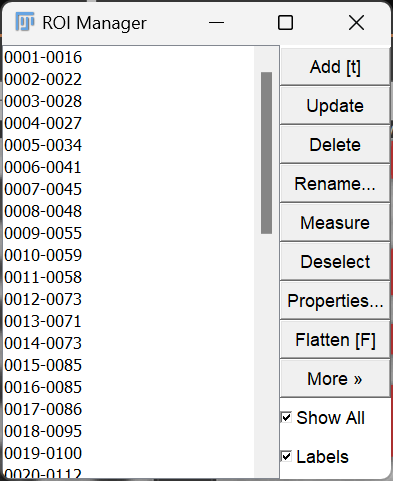 ROI Manager
0001-0016
0002-0022
0003-0028
0004-0027
0005-0034
0006-0041
0007-0045
0008-0048
0009-0055
0010-0059
0011-0058
0012-0073
0013-0071
0014-0073
0015-0085
0016-0085
0017-0086
0018-0095
0019-0100
0020-0112
Add [t]
Update
Delete
Rename...
Measure
Deselect
Properties...
Flatten [F]
More »
Show All
Labels